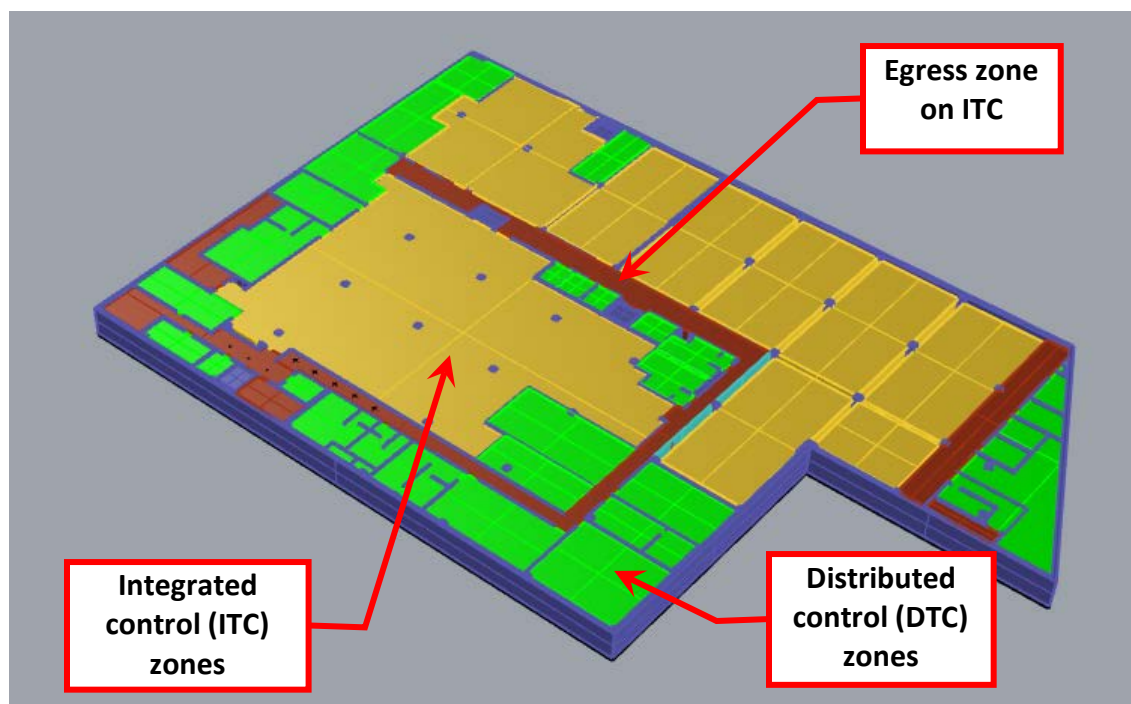 Egress zone
on ITC
Integrated
control (ITC)
zones
Distributed
control (DTC)
zones